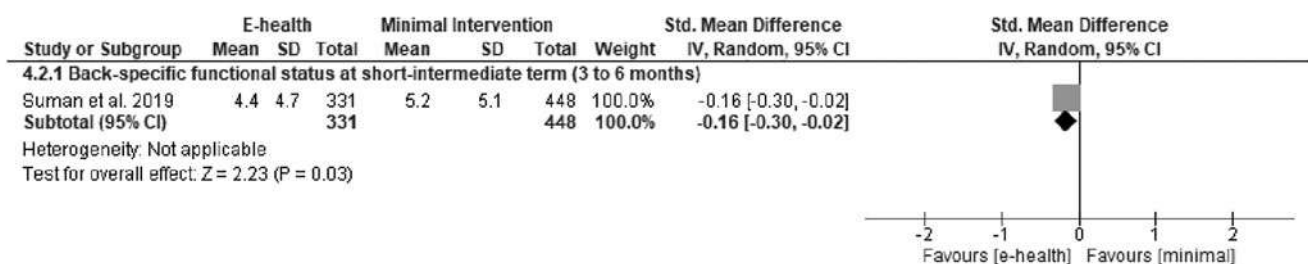 E-health Minimal Intervention Std. Mean Difference Std. Mean Difference
Study or Subgroup Mean SD Total Mean SD Total Weight IV, Random, 95% CI IV, Random, 95% CI
4.2.1 Back-specific functional status at short-intermediate term (3 to 6 months)
Suman et al. 2019 4.4 4.7 331 5.2 5.1 448 100.0% -0.16 [-0.30, -0.02]
Subtotal (95% CI) 331 448 100.0% -0.16 [-0.30, -0.02]
Heterogeneity: Not applicable
Test for overall effect: Z = 2.23 (P = 0.03)
-2 -1 0 1 2
Favours [e-health] Favours [minimal]